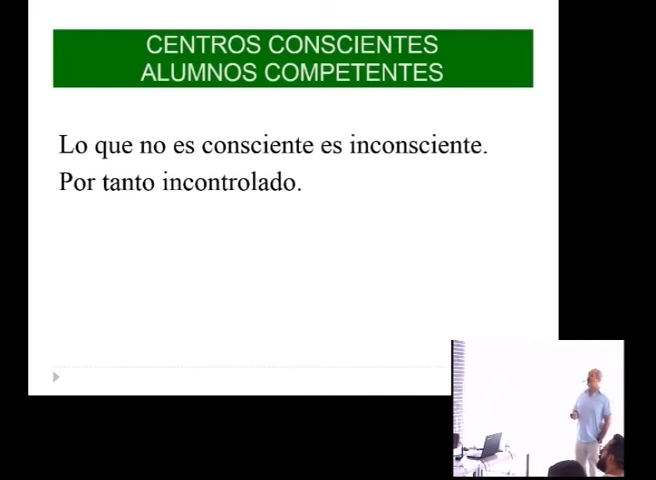 CENTROS CONSCIENTES
ALUMNOS COMPETENTES
Lo que no es consciente es inconsciente.
Por tanto incontrolado.